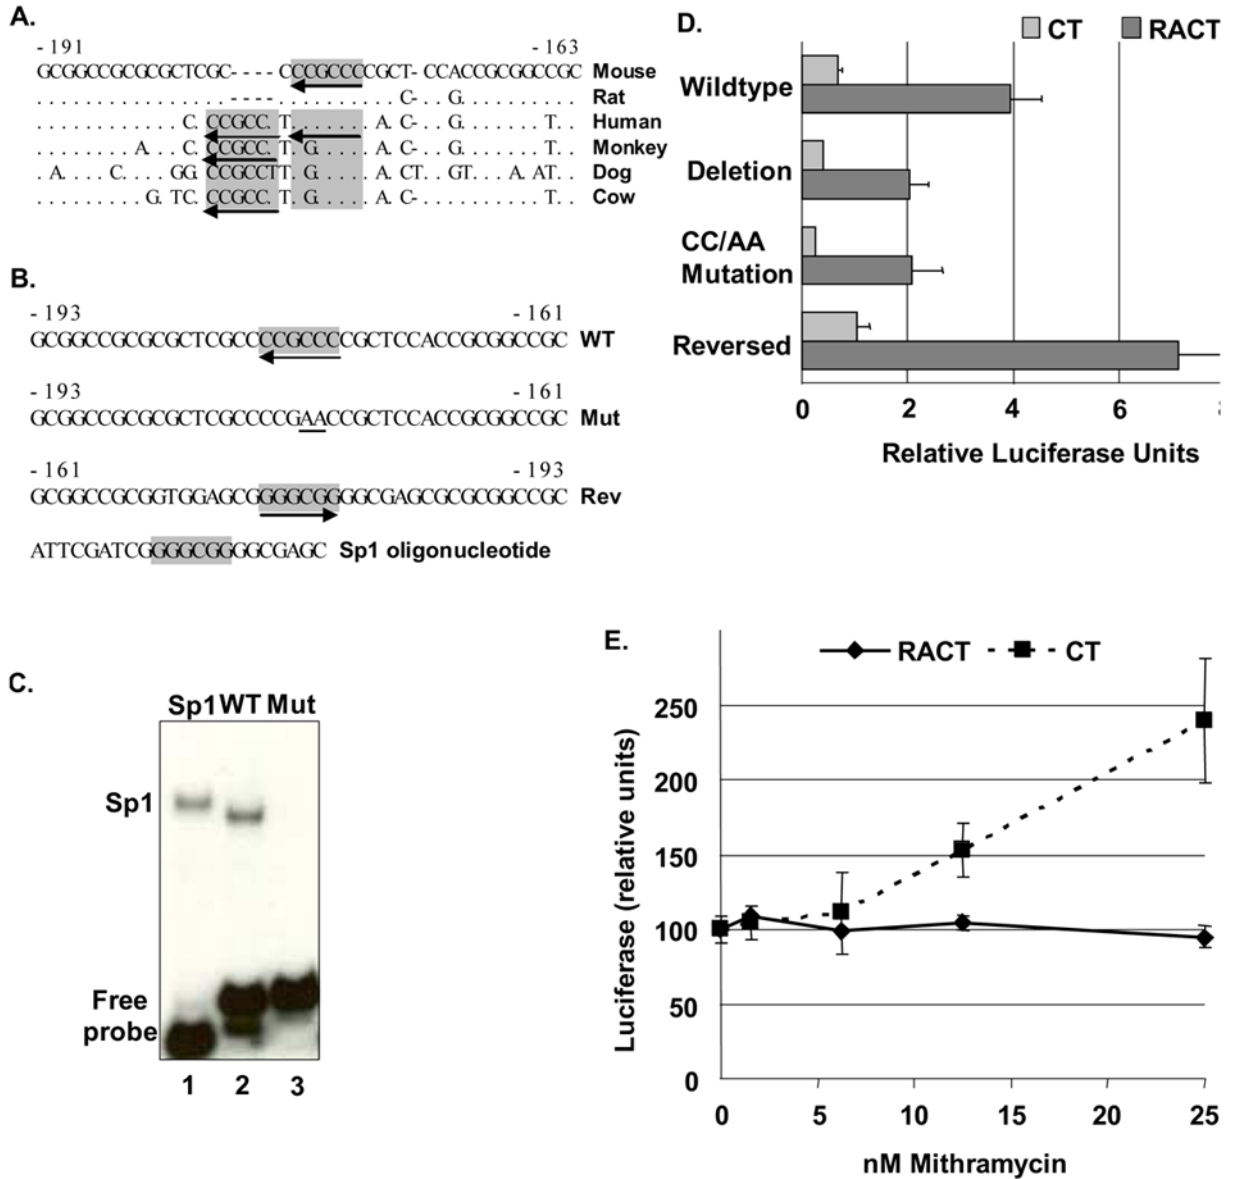 A.
- 191 - 163
GCGGCCGCGCGCTCGC- - - - CCCGCCCCGCT- CCACCGCGGCCGC Mouse
. . . . . . . . . . . . . . . . - - - - . . . . . . . . . . . C- . . G. . . . . . . . . Rat
. . . . . . . . . . . . C. CCGCC. T. . . . . . . A. C- . . G. . . . . . . T. . Human
. . . . . . . . A. . . C. CCGCC. T. G. . . . . A. C- . . G. . . . . . . T. . Monkey
. A. . . . C. . . . GG. CCGCCTT. G. . . . . A. CT. . GT. . . A. AT. . Dog
. . . . . . . . . G. TC. CCGCC. T. G. . . . . A. C- . . . . . . . . . . T. . Cow
B.
- 193 - 161
GCGGCCGCGCGCTCGCCCCGCCCCGCTCCACCGCGGCCGC WT
- 193 - 161
GCGGCCGCGCGCTCGCCCCGAACCGCTCCACCGCGGCCGC Mut
- 161 - 193
GCGGCCGCGGTGGAGCGGGGCGGGGCGAGCGCGCGGCCGC Rev
ATTCGATCGGGGCGGGGCGAGC Sp1 oligonucleotide
C.
Sp1 WT Mut
Sp1
Free
probe
1 2 3
D.
CT RACT
Wildtype
Deletion
CC/AA
Mutation
Reversed
0 2 4 6
Relative Luciferase Units
E.
RACT CT
250
200
150
100
50
0
Luciferase (relative units)
0 5 10 15 20 25
nM Mithramycin